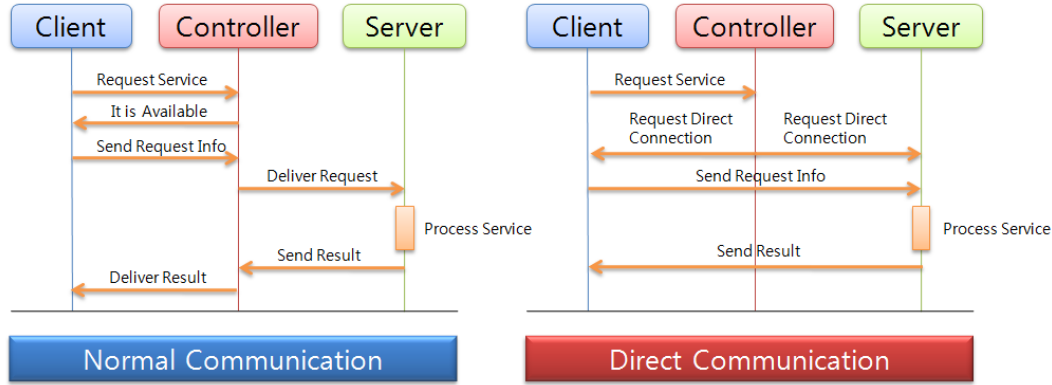 Client
Controller
Server
Request Service
It is Available
Send Request Info
Deliver Request
Process Service
Send Result
Deliver Result
Normal Communication
Client
Controller
Server
Request Service
Request Direct
Connection
Request Direct
Connection
Send Request Info
Process Service
Send Result
Direct Communication